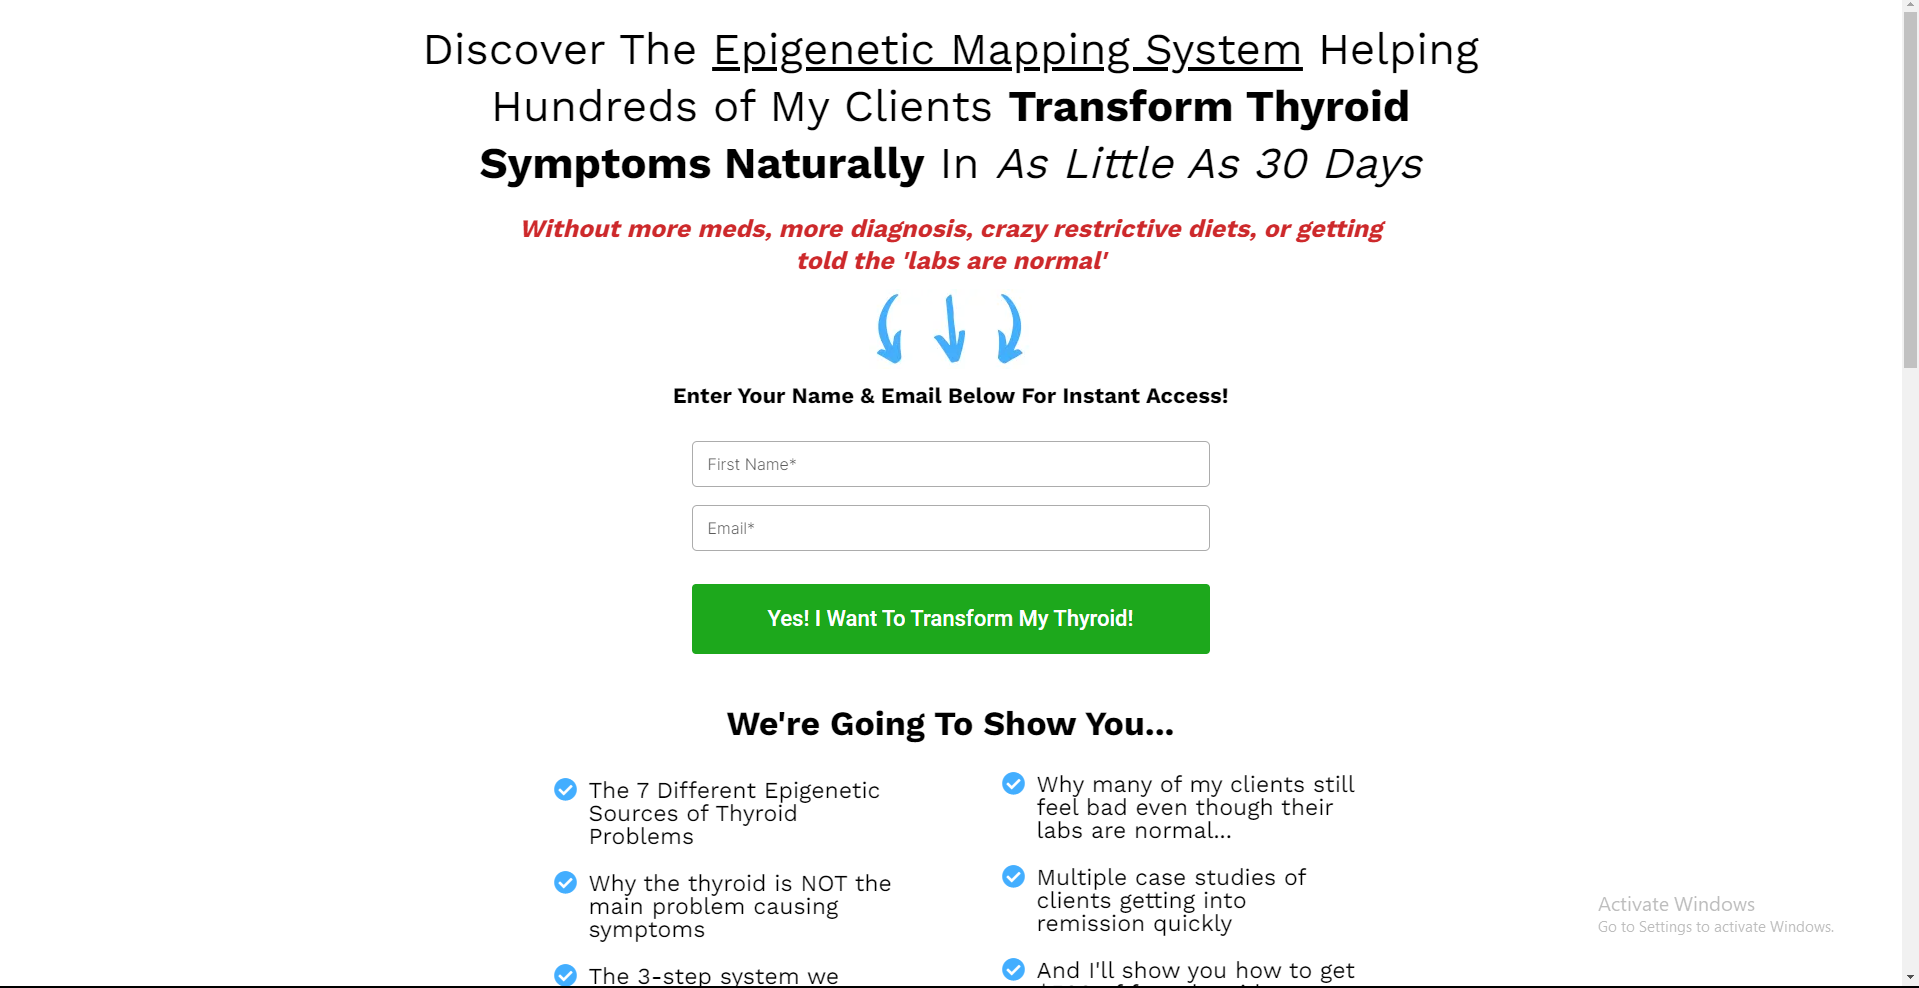 Discover The Epigenetic Mapping System Helping
Hundreds of My Clients Transform Thyroid
Symptoms Naturally In As Little As 30 Days
Without more meds, more diagnosis, crazy restrictive diets, or getting
told the 'labs are normal'
Enter Your Name & Email Below For Instant Access!
First Name*
Email*
Yes! I Want To Transform My Thyroid!
We're Going To Show You...
The 7 Different Epigenetic
Sources of Thyroid
Problems
Why the thyroid is NOT the
main problem causing
symptoms
The 3-step system we
Why many of my clients still
feel bad even though their
labs are normal...
Multiple case studies of
clients getting into
remission quickly
And I'll show you how to get
Activate Windows
Go to Settings to activate Windows.